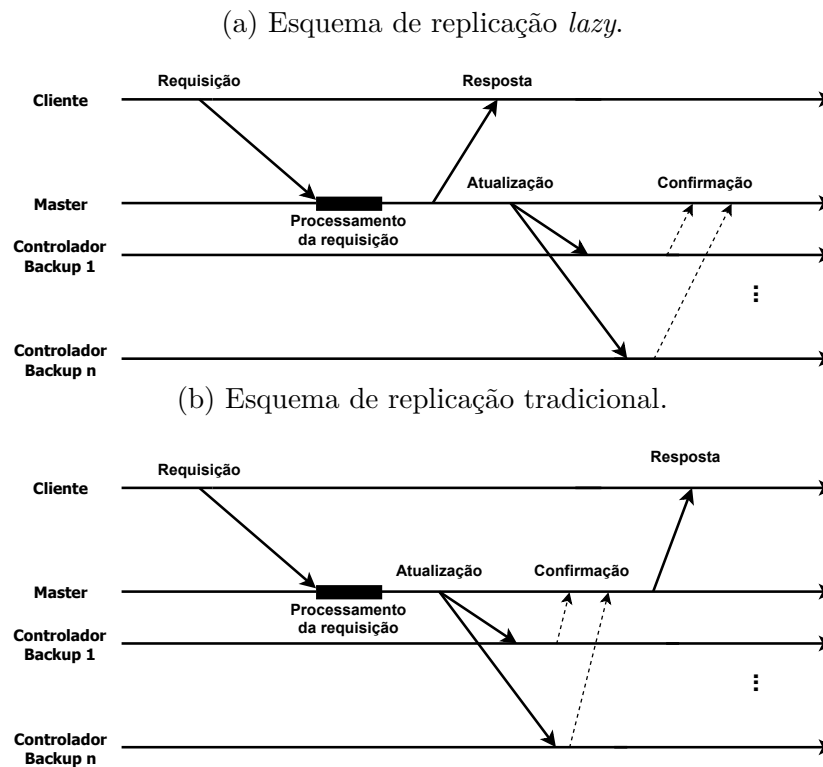 (a) Esquema de replicação lazy.
Requisição
Resposta
Cliente
Atualização
Confirmação
Master
Processamento
da requisição
Controlador
Backup 1
Controlador
Backup n
(b) Esquema de replicação tradicional.
Resposta
Requisição
Cliente
Atualização
Confirmação
Master
Processamento
da requisição
Controlador
Backup 1
Controlador
Backup n